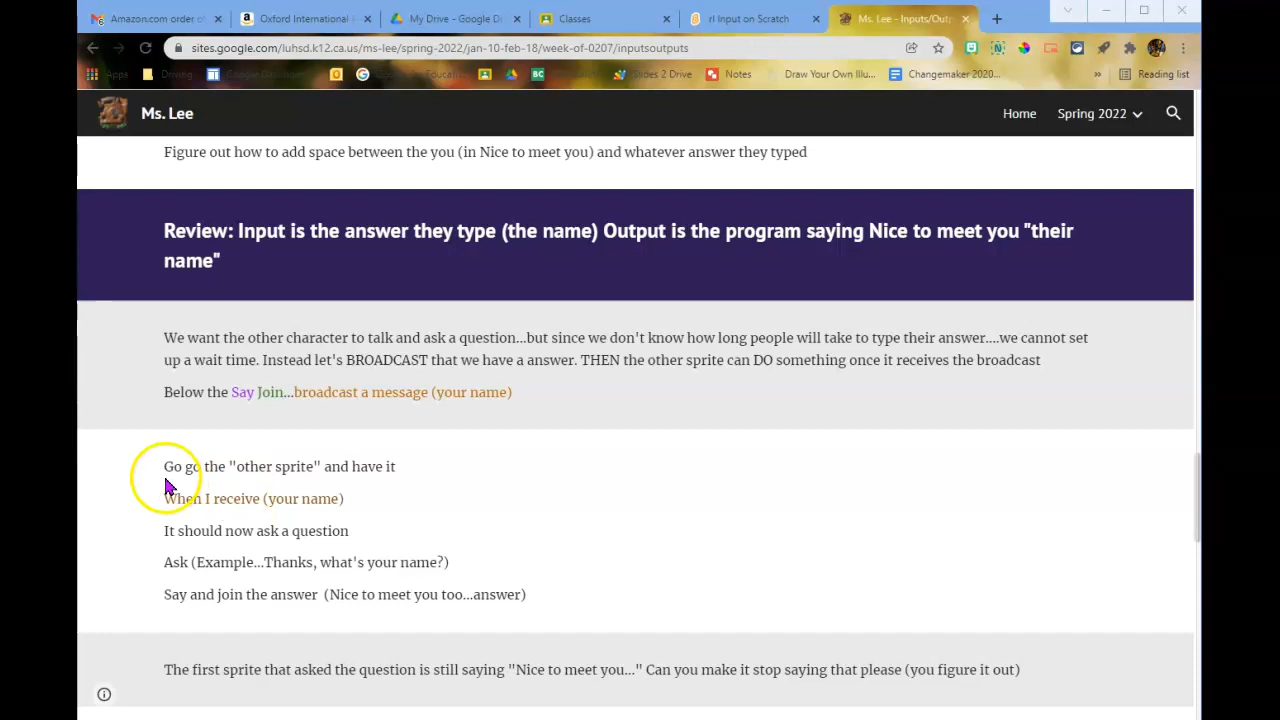 Amazon.com order o
Oxford International
My Drive - Google D
Classes
rl Input on Scratch
Ms. Lee - Inputs/Out
sites.google.com/luhsd.k12.ca.us/ms-lee/spring-2022/jan-10-feb-18/week-of-0207/inputsoutputs
Apps
Driving
Google
by Educati
Slides 2 Drive
Notes
Draw Your Own Illu...
Changemaker 2020...
Reading list
Ms. Lee
Home
Spring 2022
Figure out how to add space between the you (in Nice to meet you) and whatever answer they typed
Review: Input is the answer they type (the name) Output is the program saying Nice to meet you "their
name"
We want the other character to talk and ask a question...but since we don't know how long people will take to type their answer....we cannot set
up a wait time. Instead let's BROADCAST that we have a answer. THEN the other sprite can DO something once it receives the broadcast
Below the Say Join...broadcast a message (your name)
Go go the "other sprite" and have it
When I receive (your name)
It should now ask a question
Ask (Example...Thanks, what's your name?)
Say and join the answer (Nice to meet you too...answer)
The first sprite that asked the question is still saying "Nice to meet you..." Can you make it stop saying that please (you figure it out)